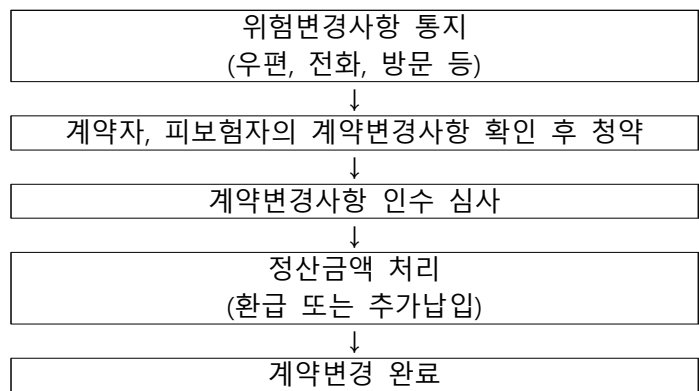 위험변경사항 통지
(우편, 전화, 방문 등)
↓
계약자, 피보험자의 계약변경사항 확인 후 청약
↓
계약변경사항 인수 심사
↓
정산금액 처리
(환급 또는 추가납입)
↓
계약변경 완료